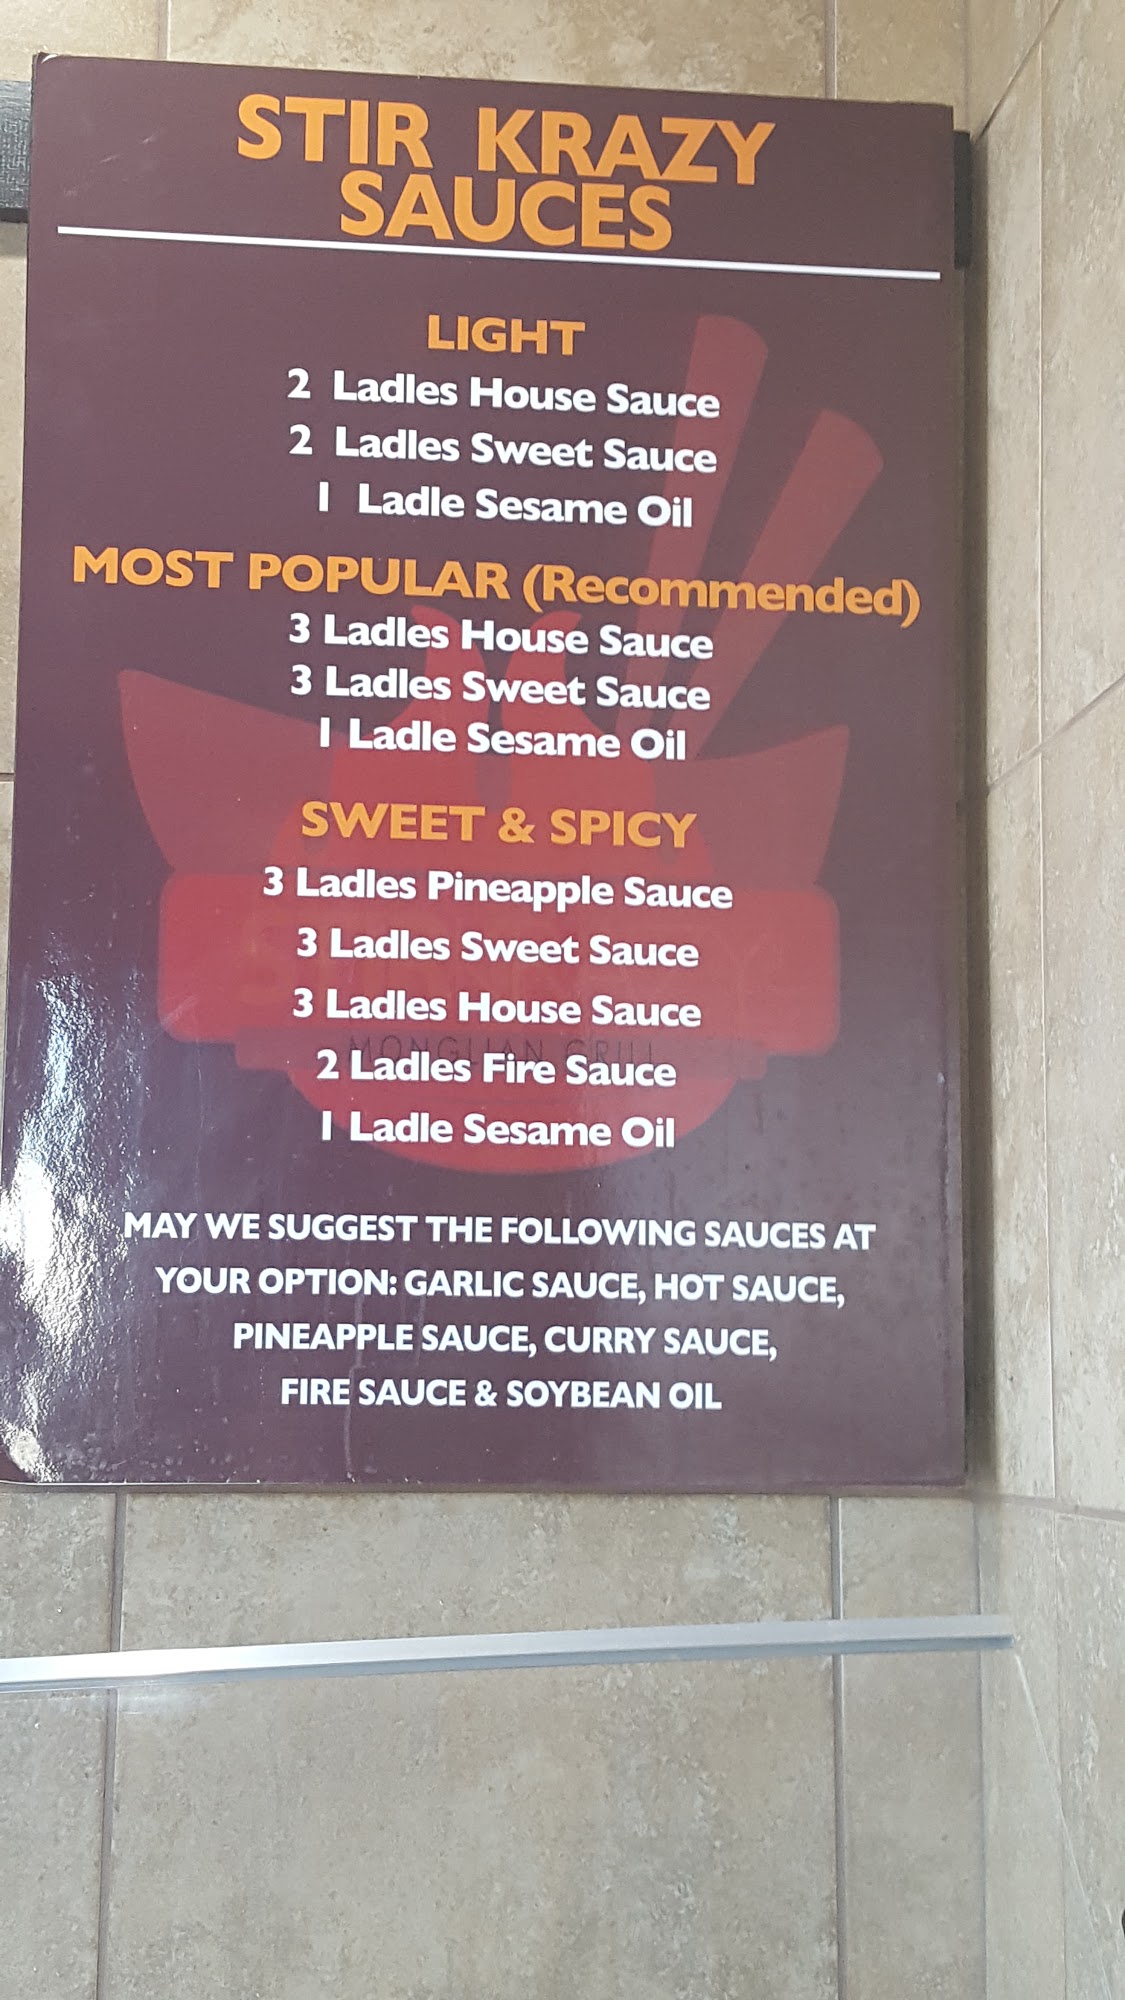 STIR KRAZY
SAUCES
LIGHT
2 Ladles House Sauce
2 Ladles Sweet Sauce
1 Ladle Sesame Oil
MOST POPULAR (Recommended)
3 Ladles House Sauce
3 Ladles Sweet Sauce
1 Ladle Sesame Oil
SWEET & SPICY
3 Ladles Pineapple Sauce
3 Ladles Sweet Sauce
3 Ladles House Sauce
MONGLIAN GRILL
2 Ladles Fire Sauce
1 Ladle Sesame Oil
MAY WE SUGGEST THE FOLLOWING SAUCES AT
YOUR OPTION: GARLIC SAUCE, HOT SAUCE,
PINEAPPLE SAUCE, CURRY SAUCE,
FIRE SAUCE & SOYBEAN OIL